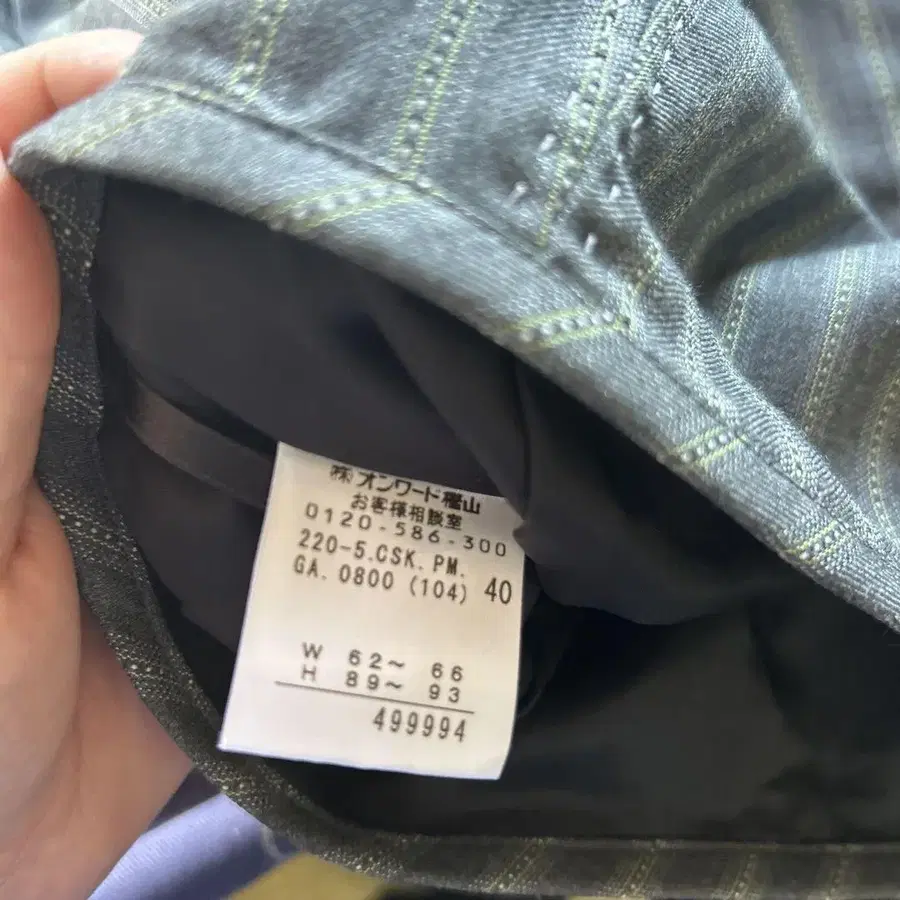 ㈱オンワード樫山
お客様相談室
0120-586-300
220-5.CSK.PM.
GA.0800 (104) 40
W 62～ 66
H 89～ 93
499994